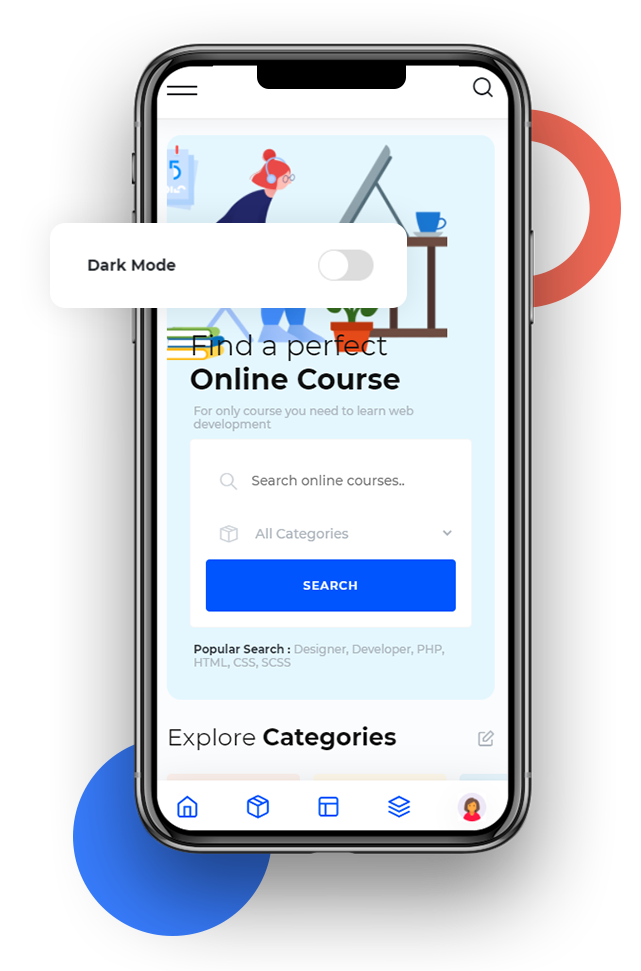 5
Dark Mode
Find a perfect
Online Course
For only course you need to learn web
development
Search online courses..
All Categories
SEARCH
Popular Search : Designer, Developer, PHP,
HTML, CSS, SCSS
Explore Categories